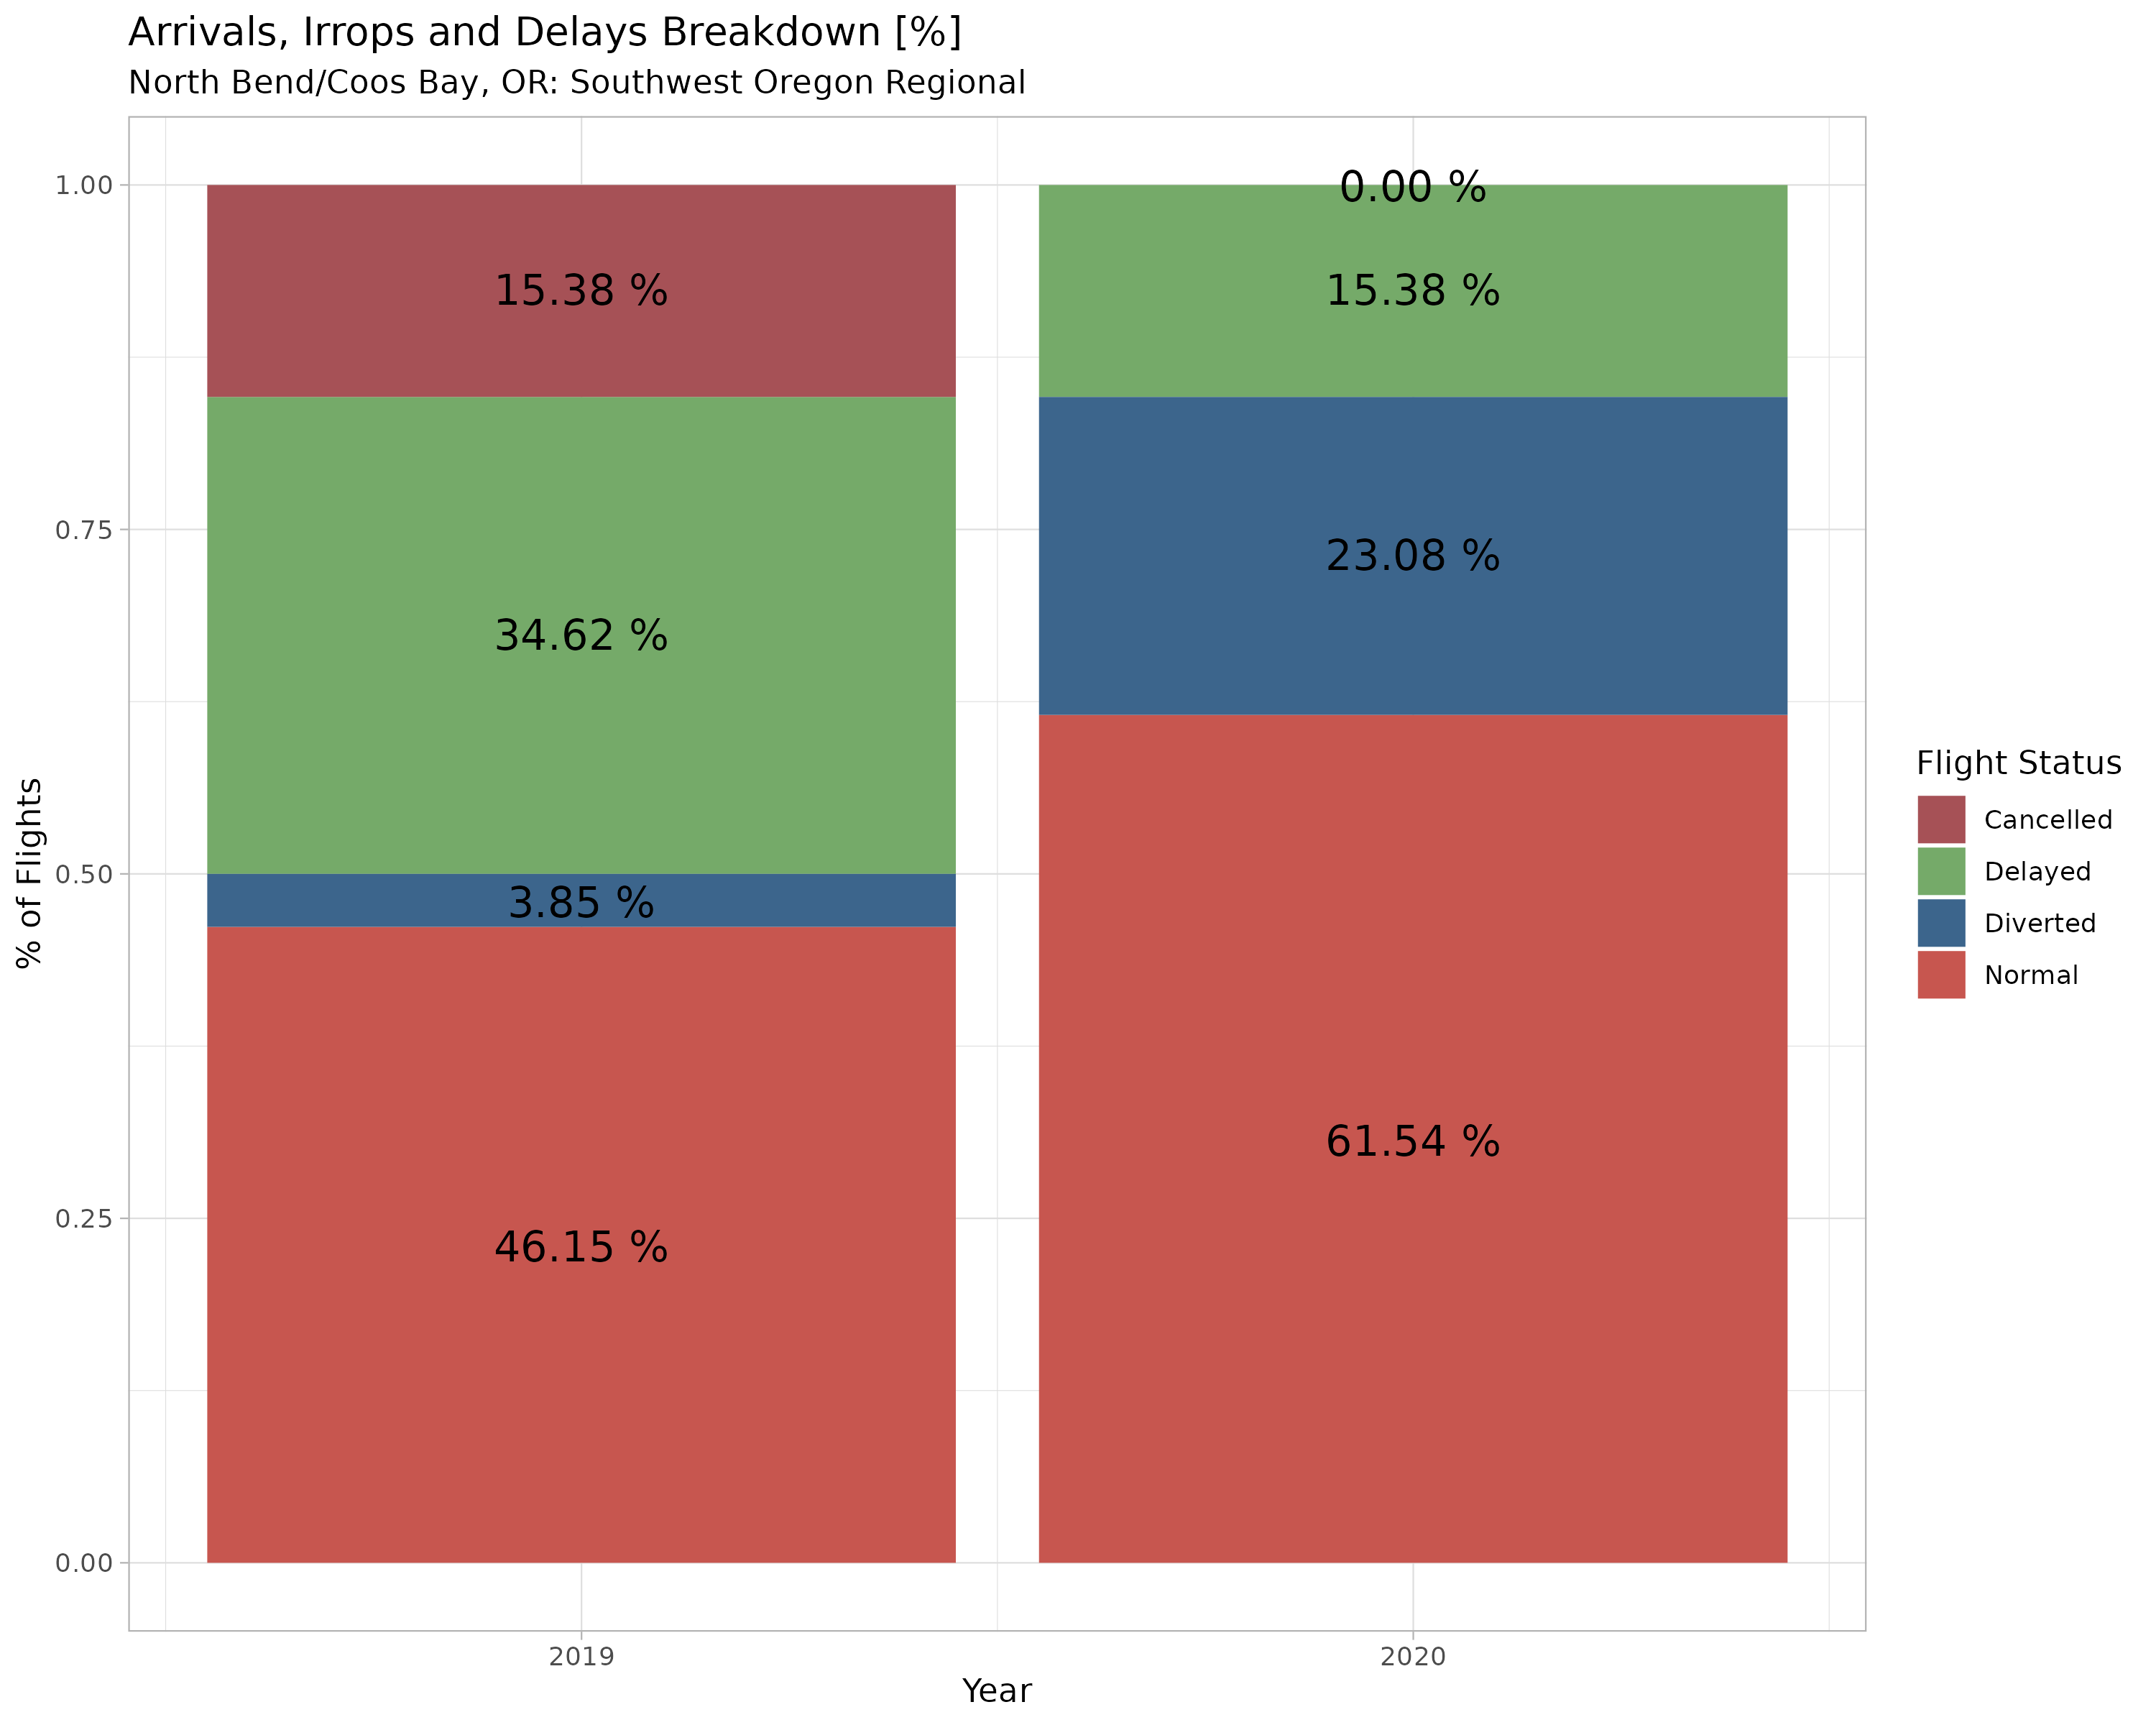 Arrivals, Irrops and Delays Breakdown [%]
North Bend/Coos Bay, OR: Southwest Oregon Regional
% of Flights
1.00
0.75
0.50
0.25
0.00
15.38 %
34.62 %
3.85 %
46.15 %
0.00 %
15.38 %
23.08 %
61.54 %
2019
2020
Year
Flight Status
Cancelled
Delayed
Diverted
Normal